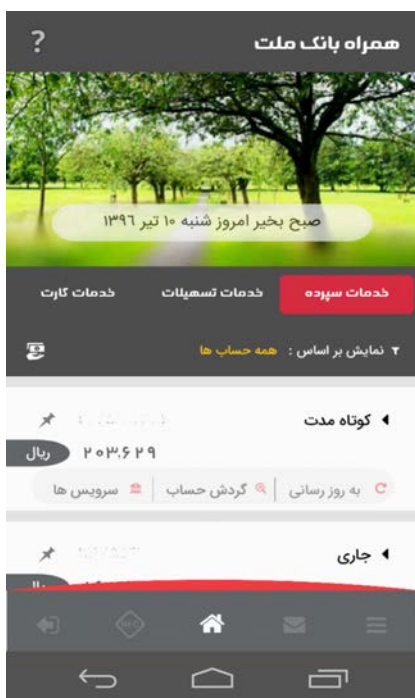 همراه بانک ملت ?
صبح بخیر امروز شنبه ۱۰ تیر ۱۳۹۶
خدمات سپرده خدمات تسهیلات خدمات کارت
نمایش بر اساس : همه حساب ها
کوتاه مدت
۲۰۳,۶۲۹ ریال
به روز رسانی گردش حساب سرویس ها
جاری
NFC